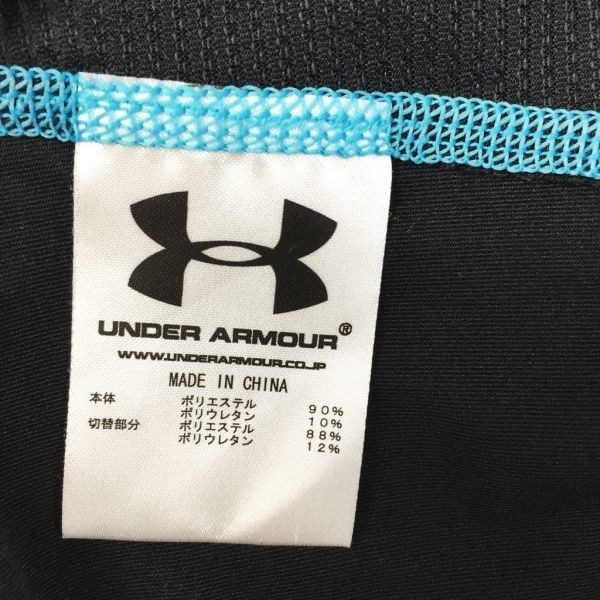 UNDER ARMOUR®
WWW.UNDERARMOUR.CO.JP
MADE IN CHINA
本体 ポリエステル 90%
ポリウレタン 10%
切替部分 ポリエステル 88%
ポリウレタン 12%